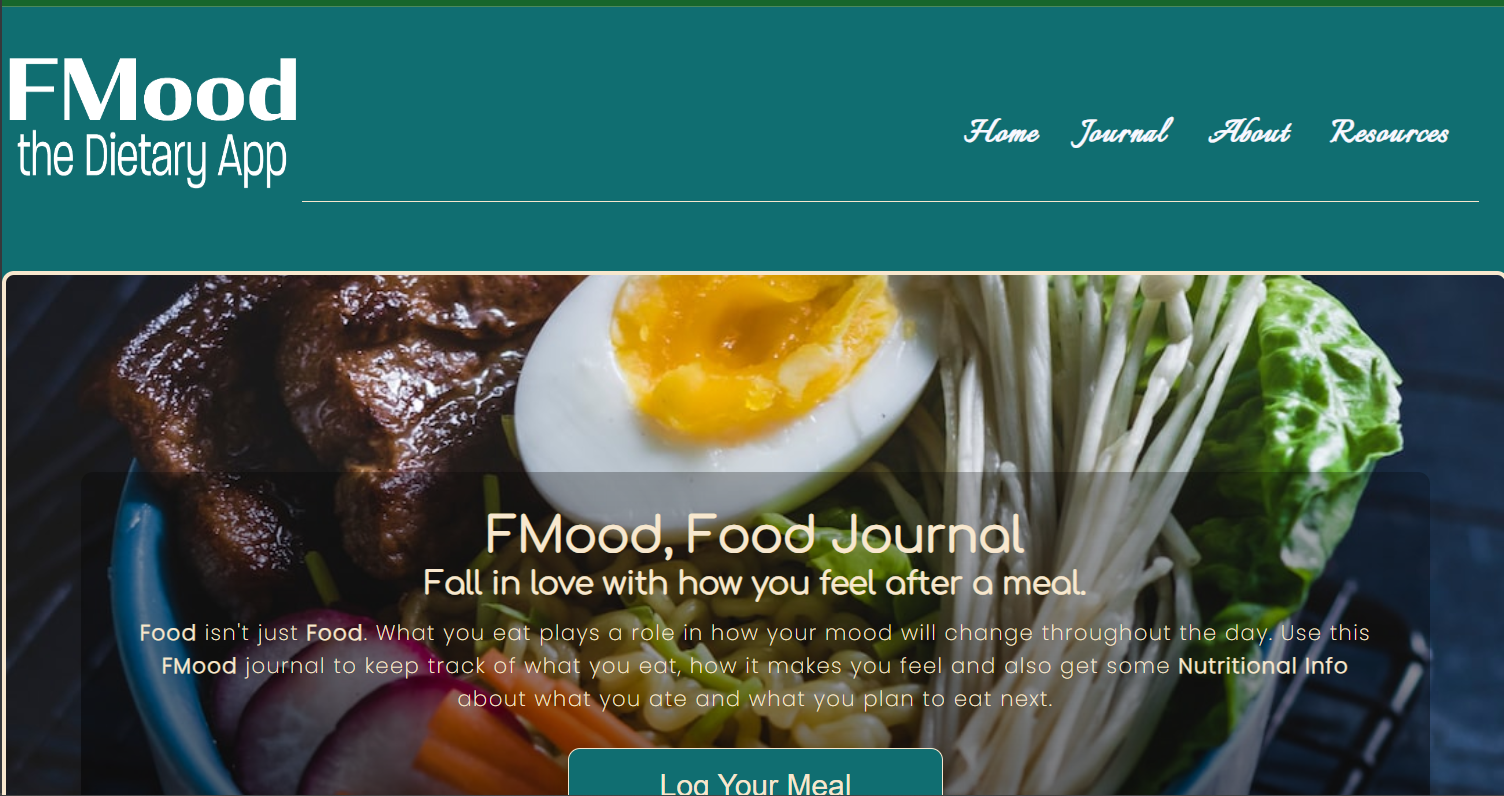 FMood
the Dietary App
Home Journal About Resources
FMood, Food Journal
Fall in love with how you feel after a meal.
Food isn't just Food. What you eat plays a role in how your mood will change throughout the day. Use this
FMood journal to keep track of what you eat, how it makes you feel and also get some Nutritional Info
about what you ate and what you plan to eat next.
Log Your Meal